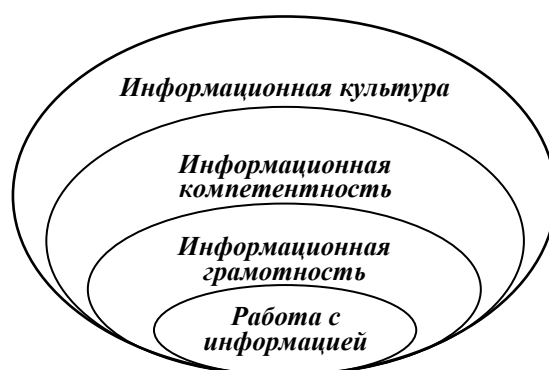 Информационная культура
Информационная
компетентность
Информационная
грамотность
Работа с
информацией